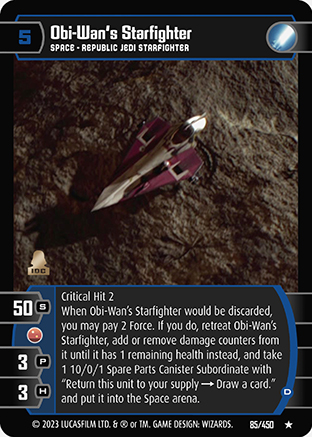 5 Obi-Wan's Starfighter
SPACE - REPUBLIC JEDI STARFIGHTER
IDC
50 S
3 P
3 H
Critical Hit 2
When Obi-Wan's Starfighter would be discarded,
you may pay 2 Force. If you do, retreat Obi-Wan's
Starfighter, add or remove damage counters from
it until it has 1 remaining health instead, and take
1 10/0/1 Spare Parts Canister Subordinate with
"Return this unit to your supply → Draw a card."
and put it into the Space arena.
D
© 2023 LUCASFILM LTD. & ® or TM. GAME DESIGN: WIZARDS. 85/450 ★